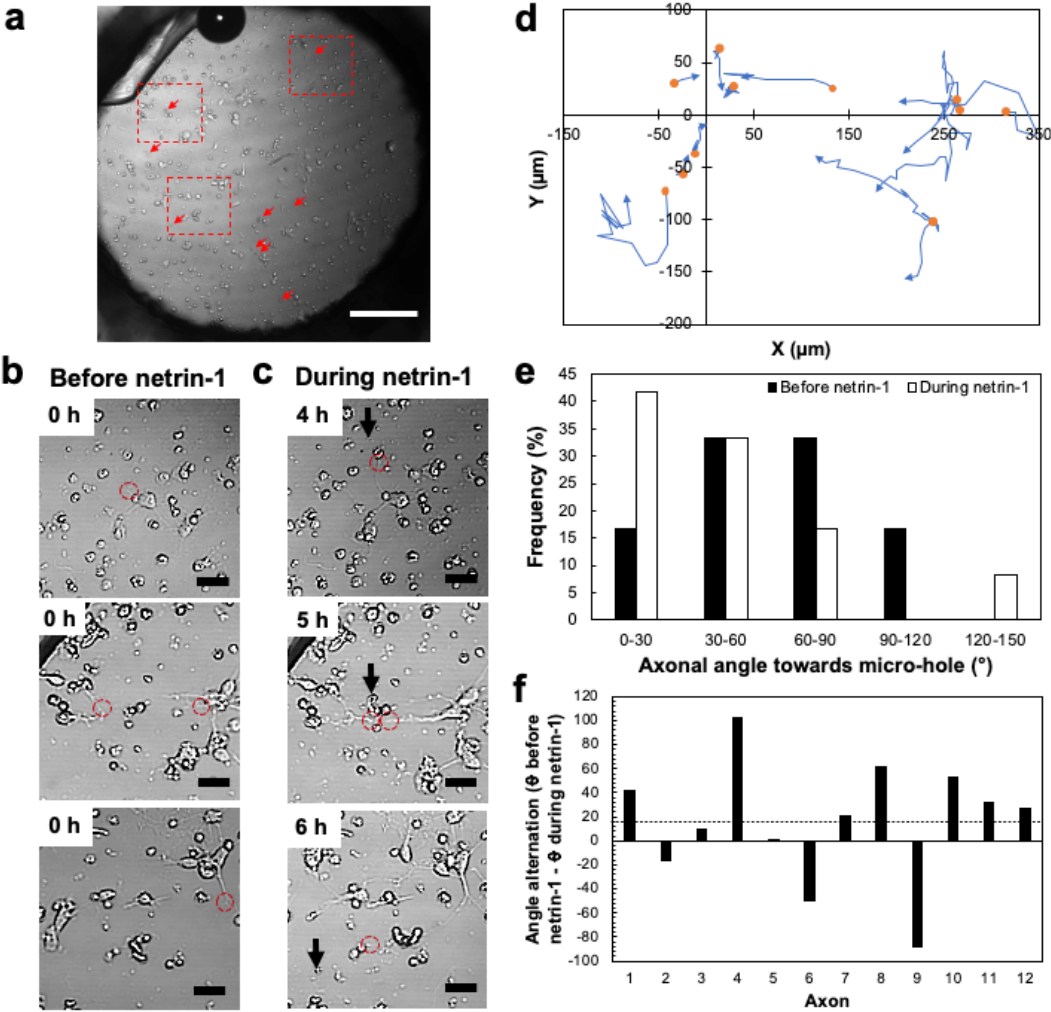 a
b Before netrin-1
0 h
0 h
0 h
c During netrin-1
4 h
5 h
6 h
d
100
50
0
-50
-100
-150
-200
-150
-50
50
150
250
350
Y (µm)
X (µm)
e
Before netrin-1
During netrin-1
45
40
35
30
25
20
15
10
5
0
Frequency (%)
0-30 30-60 60-90 90-120 120-150
Axonal angle towards micro-hole (°)
f
120
100
80
60
40
20
0
-20
-40
-60
-80
-100
Angle alternation (θ before
netrin-1 - θ during netrin-1)
1 2 3 4 5 6 7 8 9 10 11 12
Axon